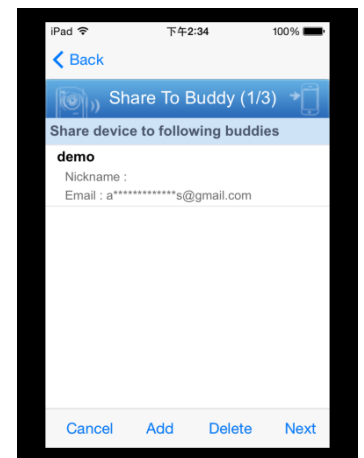 iPad 下午2:34 100%
Back
Share To Buddy (1/3)
Share device to following buddies
demo
Nickname :
Email : a*************s@gmail.com
Cancel Add Delete Next